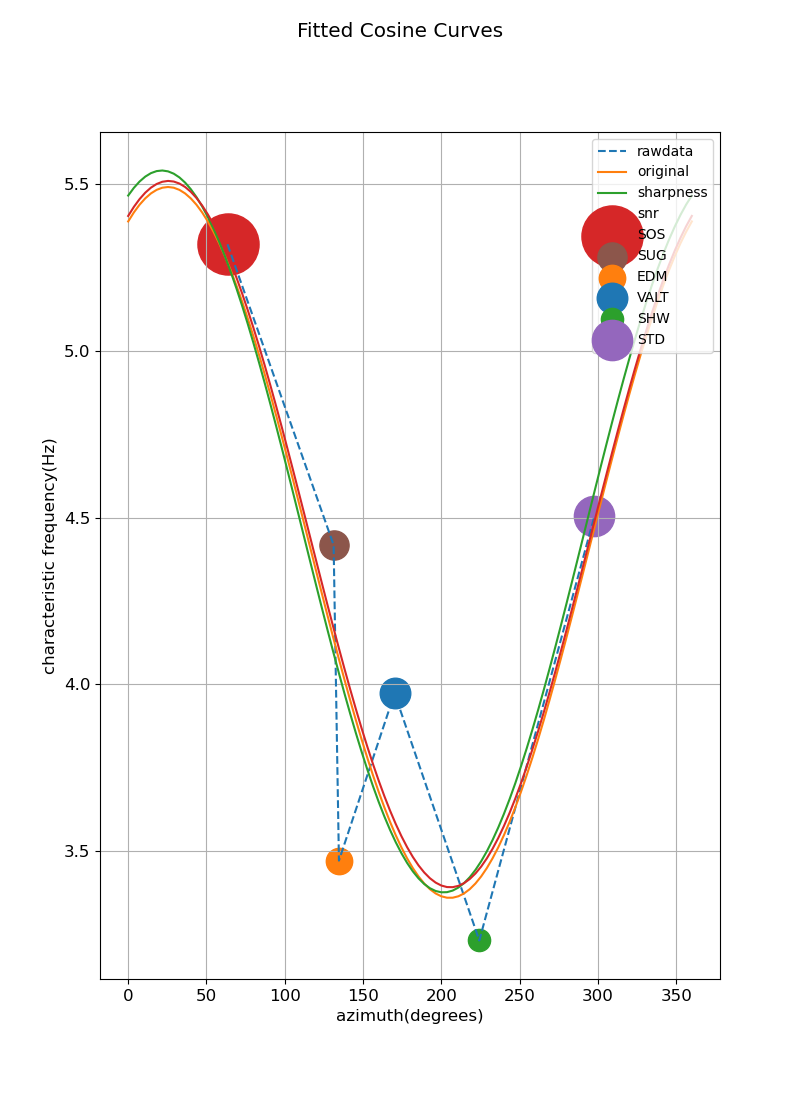 Fitted Cosine Curves
rawdata
original
sharpness
snr
SOS
SUG
EDM
VALT
SHW
STD
5.5
5.0
4.5
4.0
3.5
characteristic frequency(Hz)
0 50 100 150 200 250 300 350
azimuth(degrees)